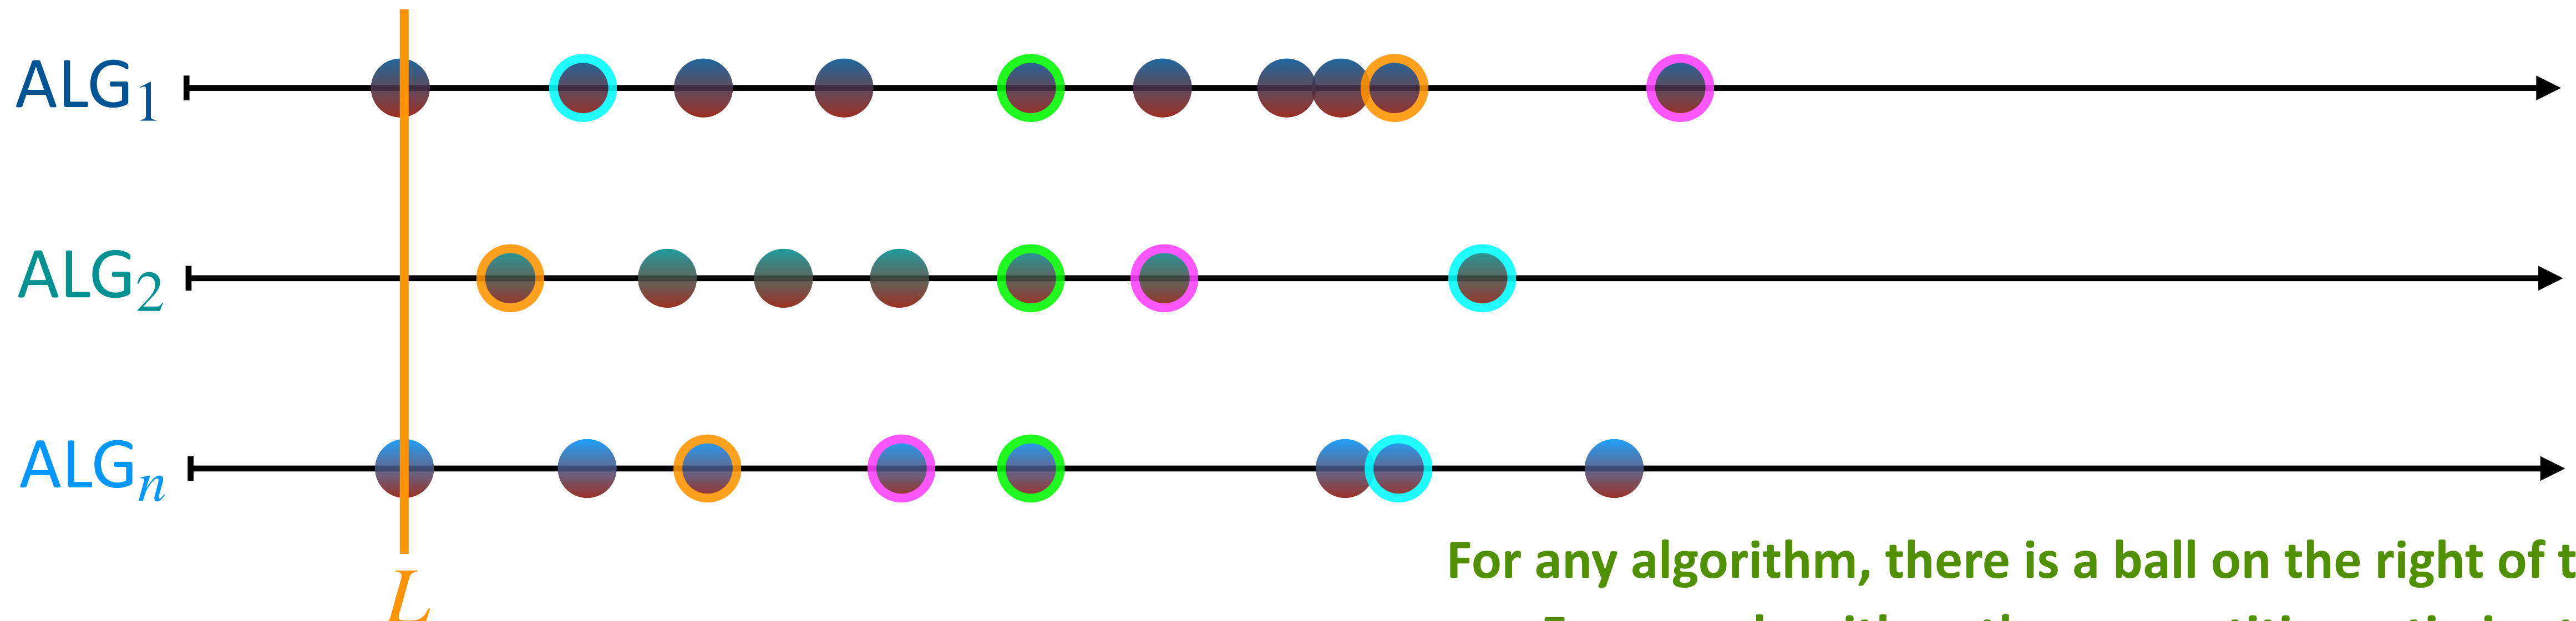 ALG1
ALG2
ALGn
L
For any algorithm, there is a ball on the right of